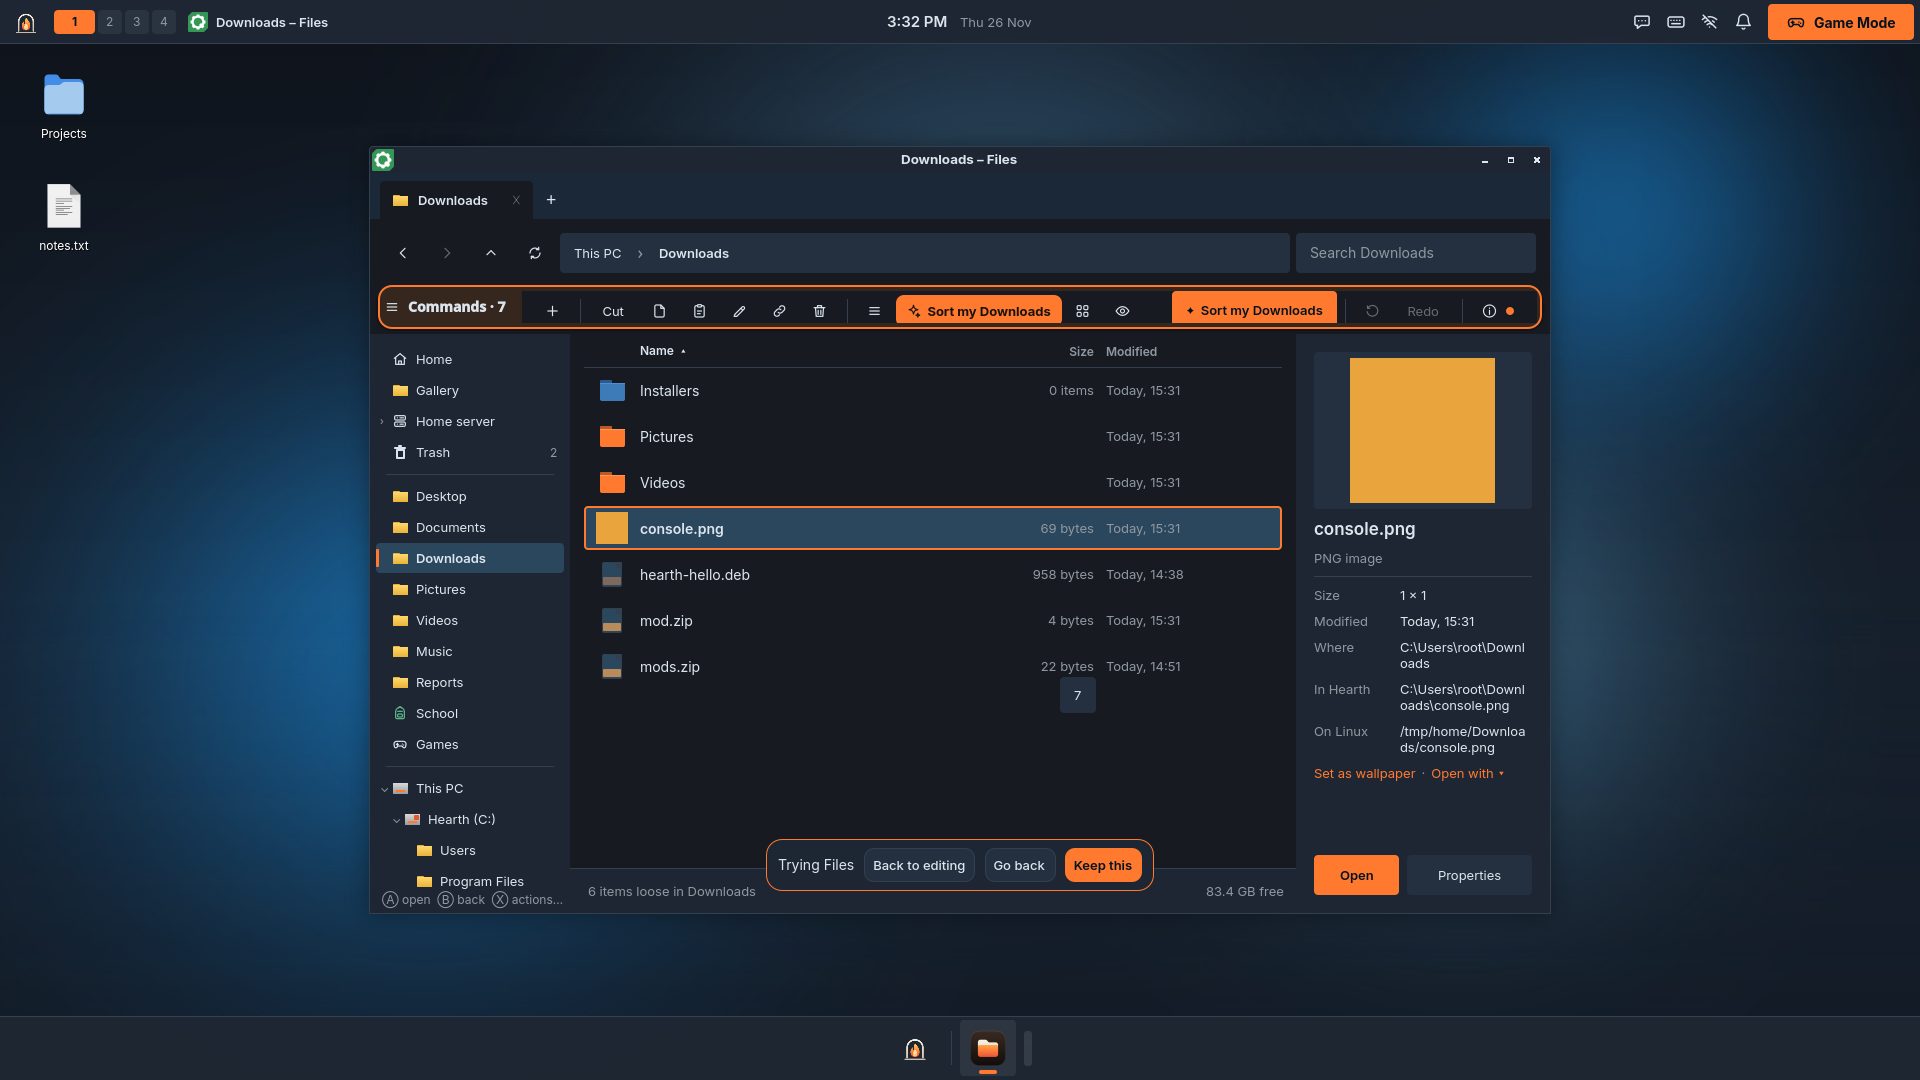 1 2 3 4 Downloads – Files 3:32 PM Thu 26 Nov Game Mode
Projects
notes.txt
Downloads – Files
Downloads X +
This PC › Downloads Search Downloads
Commands · 7 Cut Sort my Downloads Sort my Downloads Redo
Home
Gallery
Home server
Trash 2
Desktop
Documents
Downloads
Pictures
Videos
Music
Reports
School
Games
This PC
Hearth (C:)
Users
Program Files
A open B back X actions...
Name Size Modified
Installers 0 items Today, 15:31
Pictures Today, 15:31
Videos Today, 15:31
console.png 69 bytes Today, 15:31
hearth-hello.deb 958 bytes Today, 14:38
mod.zip 4 bytes Today, 15:31
mods.zip 22 bytes Today, 14:51
7
Trying Files Back to editing Go back Keep this
6 items loose in Downloads 83.4 GB free
console.png
PNG image
Size 1 × 1
Modified Today, 15:31
Where C:\Users\root\Downl
oads
In Hearth C:\Users\root\Downl
oads\console.png
On Linux /tmp/home/Downloa
ds/console.png
Set as wallpaper · Open with
Open Properties